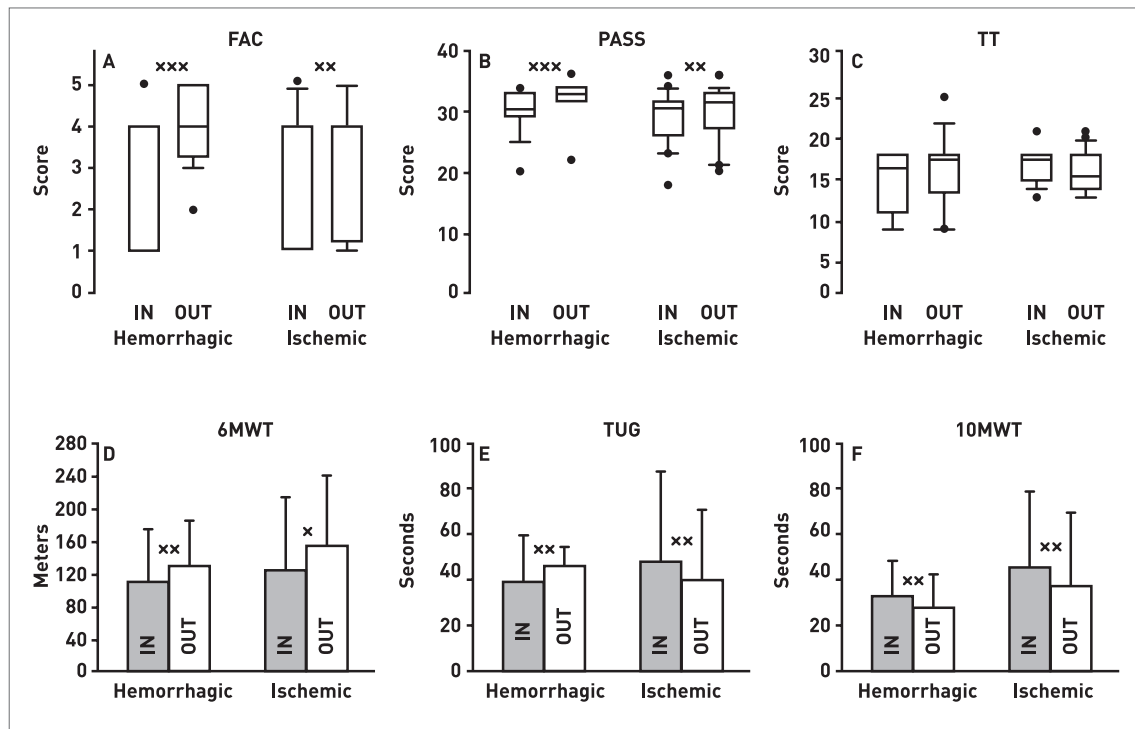 FAC
A
×××
××
Score
5
4
3
2
1
0
IN OUT IN OUT
Hemorrhagic Ischemic
PASS
B
×××
××
Score
40
30
20
10
0
IN OUT IN OUT
Hemorrhagic Ischemic
TT
C
Score
30
25
20
15
10
5
0
IN OUT IN OUT
Hemorrhagic Ischemic
6MWT
D
Meters
280
240
200
160
120
80
40
0
××
×
IN OUT IN OUT
Hemorrhagic Ischemic
TUG
E
Seconds
100
80
60
40
20
0
××
××
IN OUT IN OUT
Hemorrhagic Ischemic
10MWT
F
Seconds
100
80
60
40
20
0
××
××
IN OUT IN OUT
Hemorrhagic Ischemic